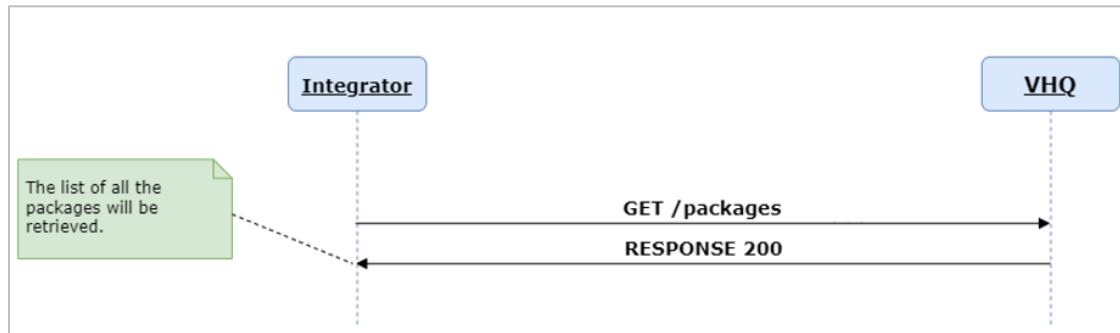 Integrator
VHQ
The list of all the
packages will be
retrieved.
GET /packages
RESPONSE 200